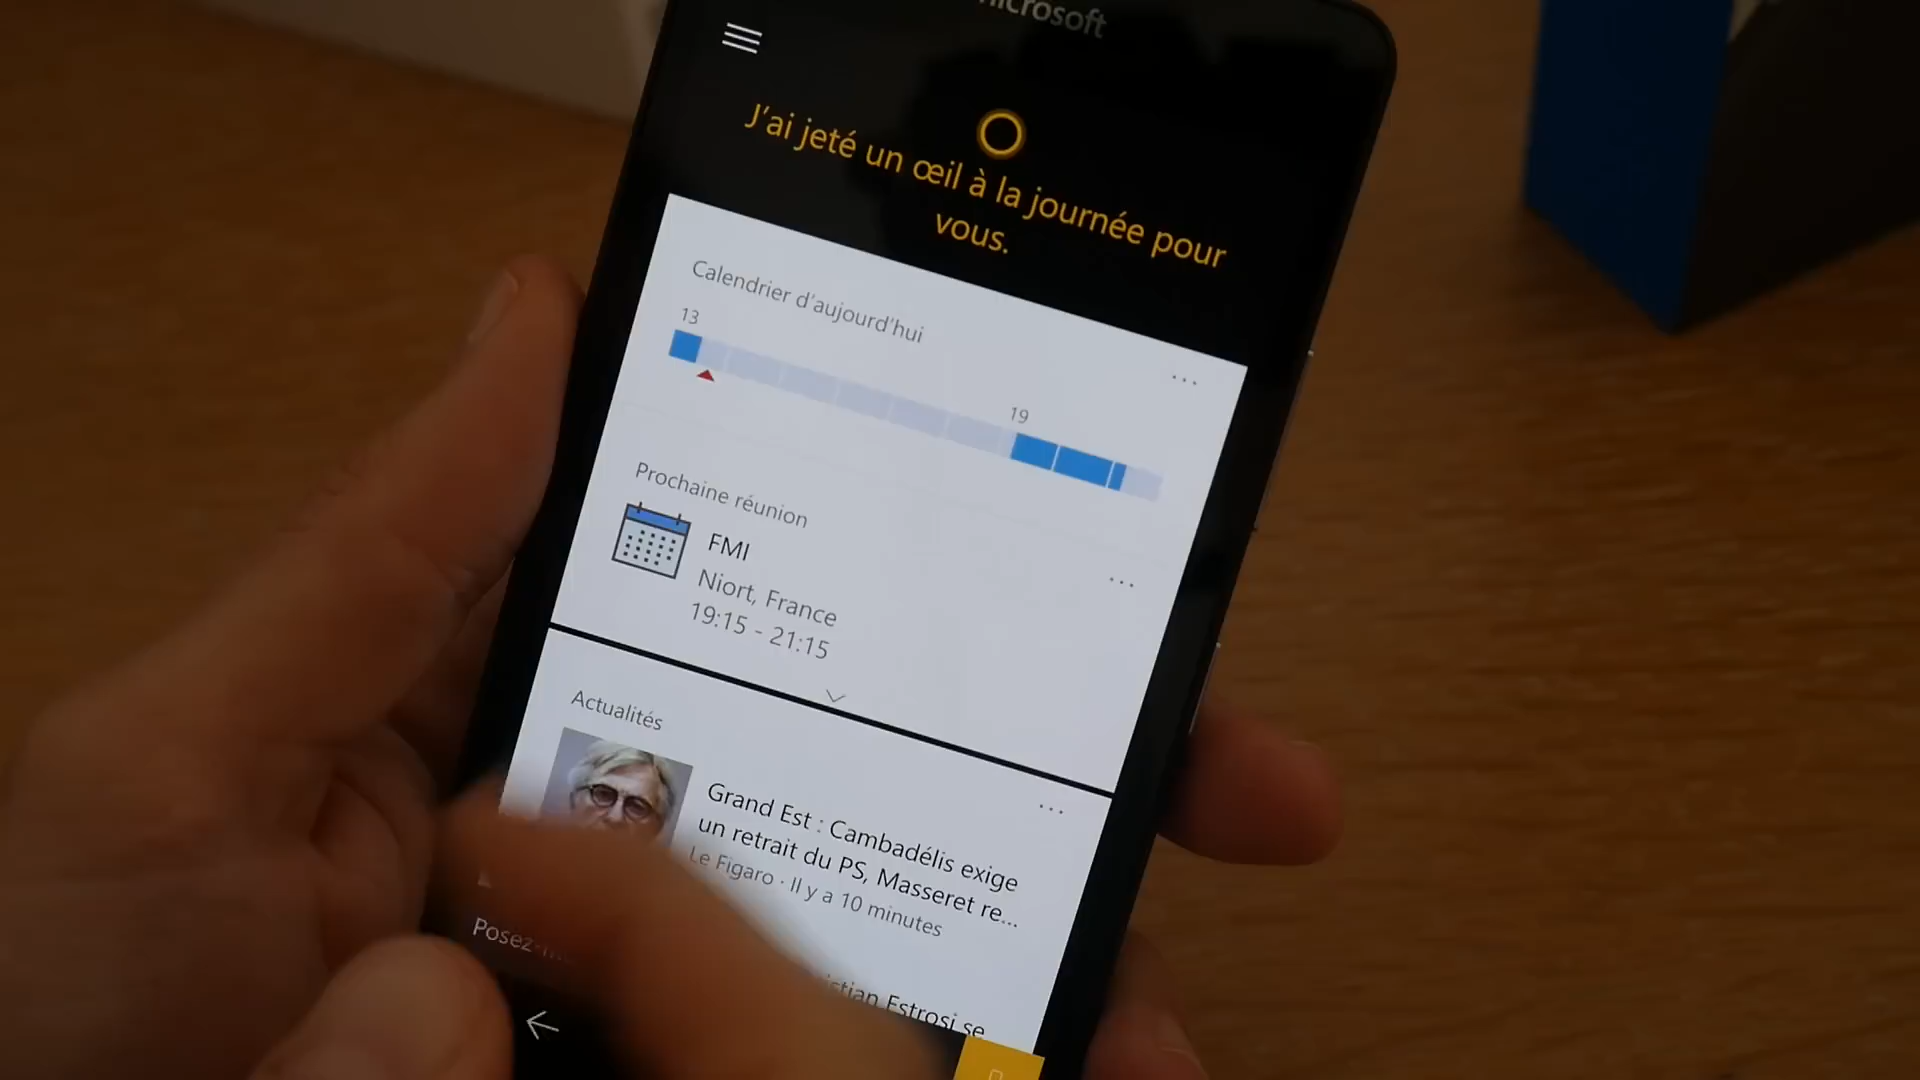 J'ai jeté un œil à la journée pour
vous.
Calendrier d'aujourd'hui
13
19
Prochaine réunion
FMI
Niort, France
19:15 - 21:15
Actualités
Grand Est : Cambadélis exige
un retrait du PS, Masseret re...
Le Figaro · Il y a 10 minutes
Estrosi se